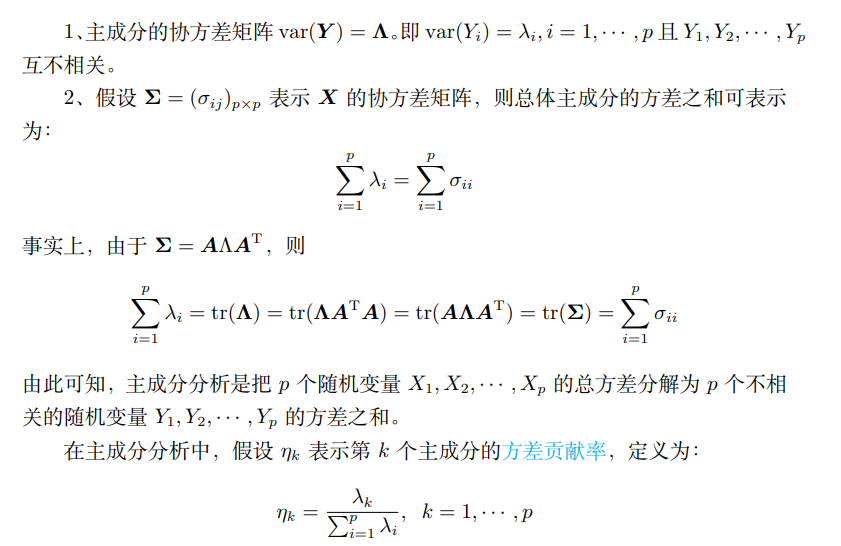 1、主成分的协方差矩阵 var(Y) = Λ。即 var(Yᵢ) = λᵢ, i = 1, ⋯ , p 且 Y₁, Y₂, ⋯ , Yₚ
互不相关。
2、假设 Σ = (σᵢⱼ)ₚₓₚ 表示 X 的协方差矩阵，则总体主成分的方差之和可表示
为：
∑_{i=1}^{p} λᵢ = ∑_{i=1}^{p} σᵢᵢ
事实上，由于 Σ = AΛAᵀ，则
∑_{i=1}^{p} λᵢ = tr(Λ) = tr(ΛAᵀA) = tr(AΛAᵀ) = tr(Σ) = ∑_{i=1}^{p} σᵢᵢ
由此可知，主成分分析是把 p 个随机变量 X₁, X₂, ⋯ , Xₚ 的总方差分解为 p 个不相
关的随机变量 Y₁, Y₂, ⋯ , Yₚ 的方差之和。
在主成分分析中，假设 ηₖ 表示第 k 个主成分的方差贡献率，定义为：
ηₖ = λₖ / ∑_{i=1}^{p} λᵢ, k = 1, ⋯ , p